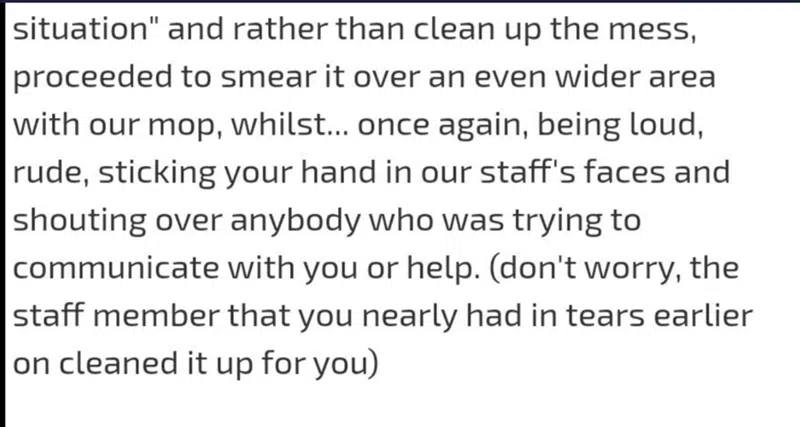 situation" and rather than clean up the mess,
proceeded to smear it over an even wider area
with our mop, whilst... once again, being loud,
rude, sticking your hand in our staff's faces and
shouting over anybody who was trying to
communicate with you or help. (don't worry, the
staff member that you nearly had in tears earlier
on cleaned it up for you)